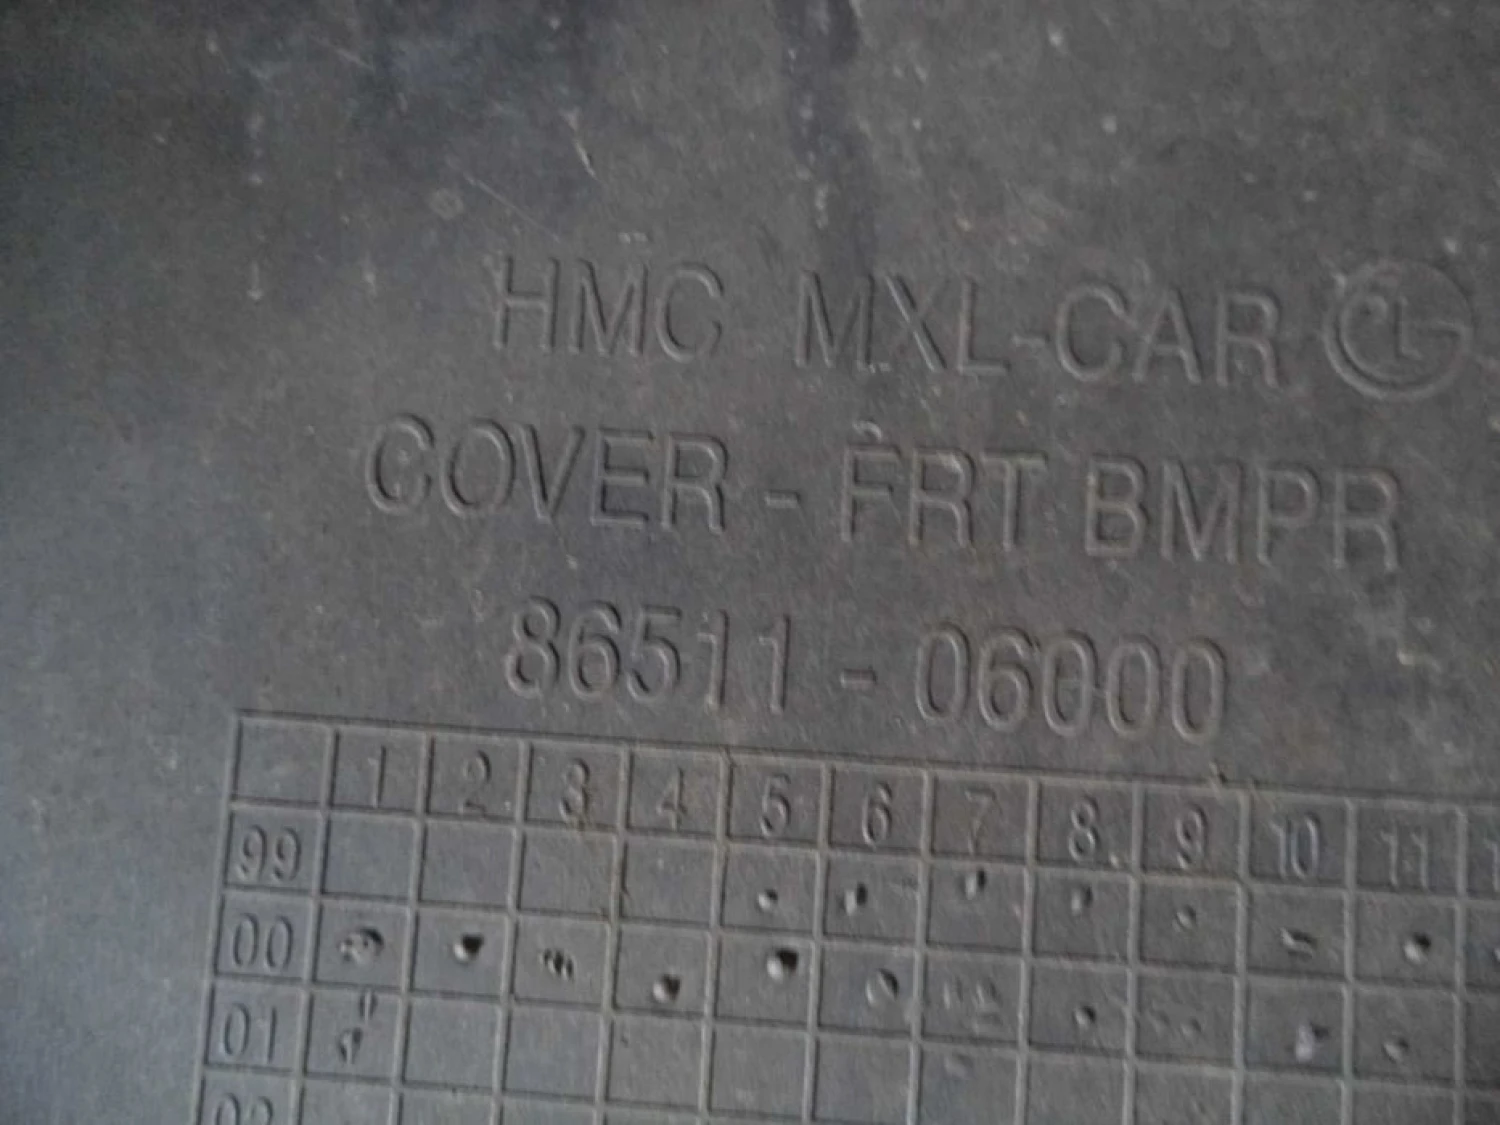 HMC MXL-CAR LG
COVER - FRT BMPR
86511 - 06000
1 2 3 4 5 6 7 8 9 10 11
99
00
01